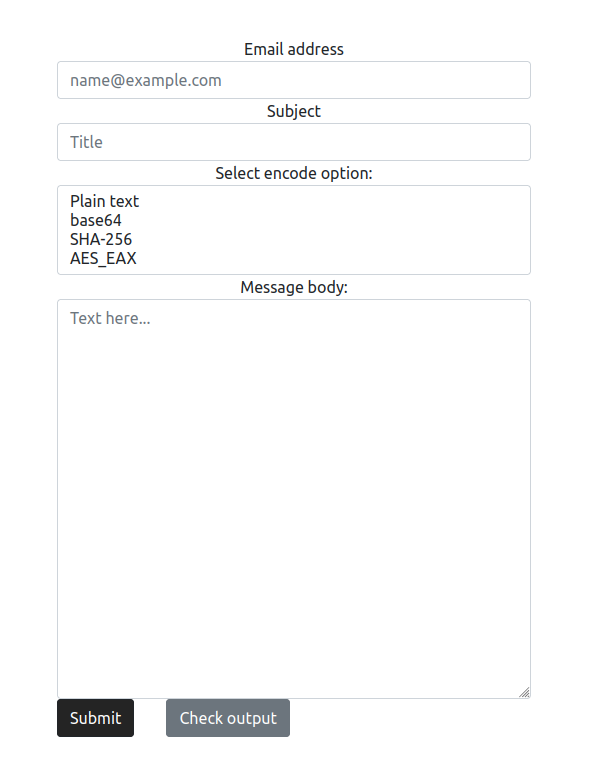 Email address
name@example.com
Subject
Title
Select encode option:
Plain text
base64
SHA-256
AES_EAX
Message body:
Text here...
Submit
Check output